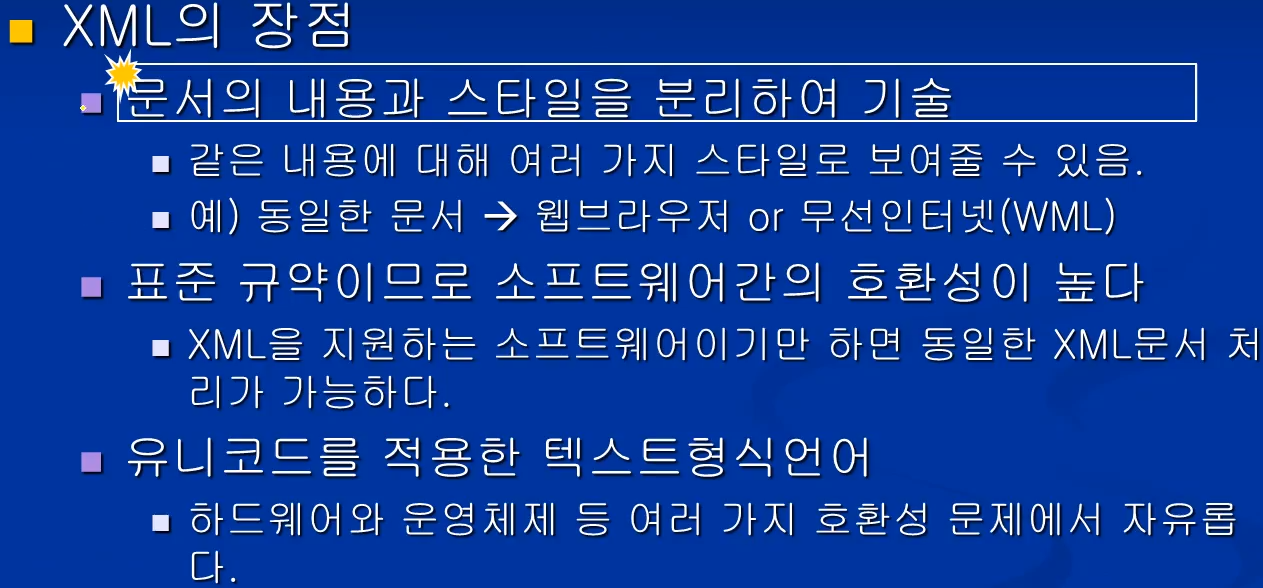 XML의 장점
문서의 내용과 스타일을 분리하여 기술
같은 내용에 대해 여러 가지 스타일로 보여줄 수 있음.
예) 동일한 문서 → 웹브라우저 or 무선인터넷(WML)
표준 규약이므로 소프트웨어간의 호환성이 높다
XML을 지원하는 소프트웨어이기만 하면 동일한 XML문서 처
리가 가능하다.
유니코드를 적용한 텍스트형식언어
하드웨어와 운영체제 등 여러 가지 호환성 문제에서 자유롭
다.